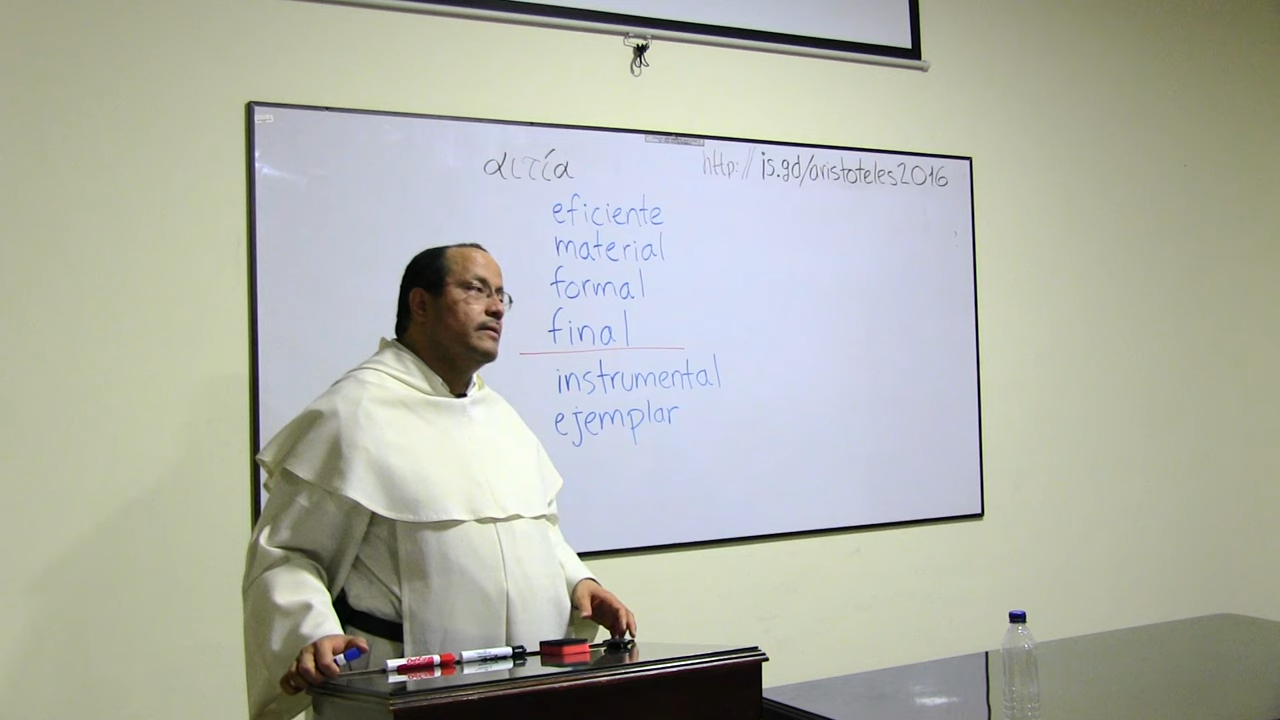 αιτία
http://is.gd/aristoteles2016
eficiente
material
formal
final
instrumental
ejemplar